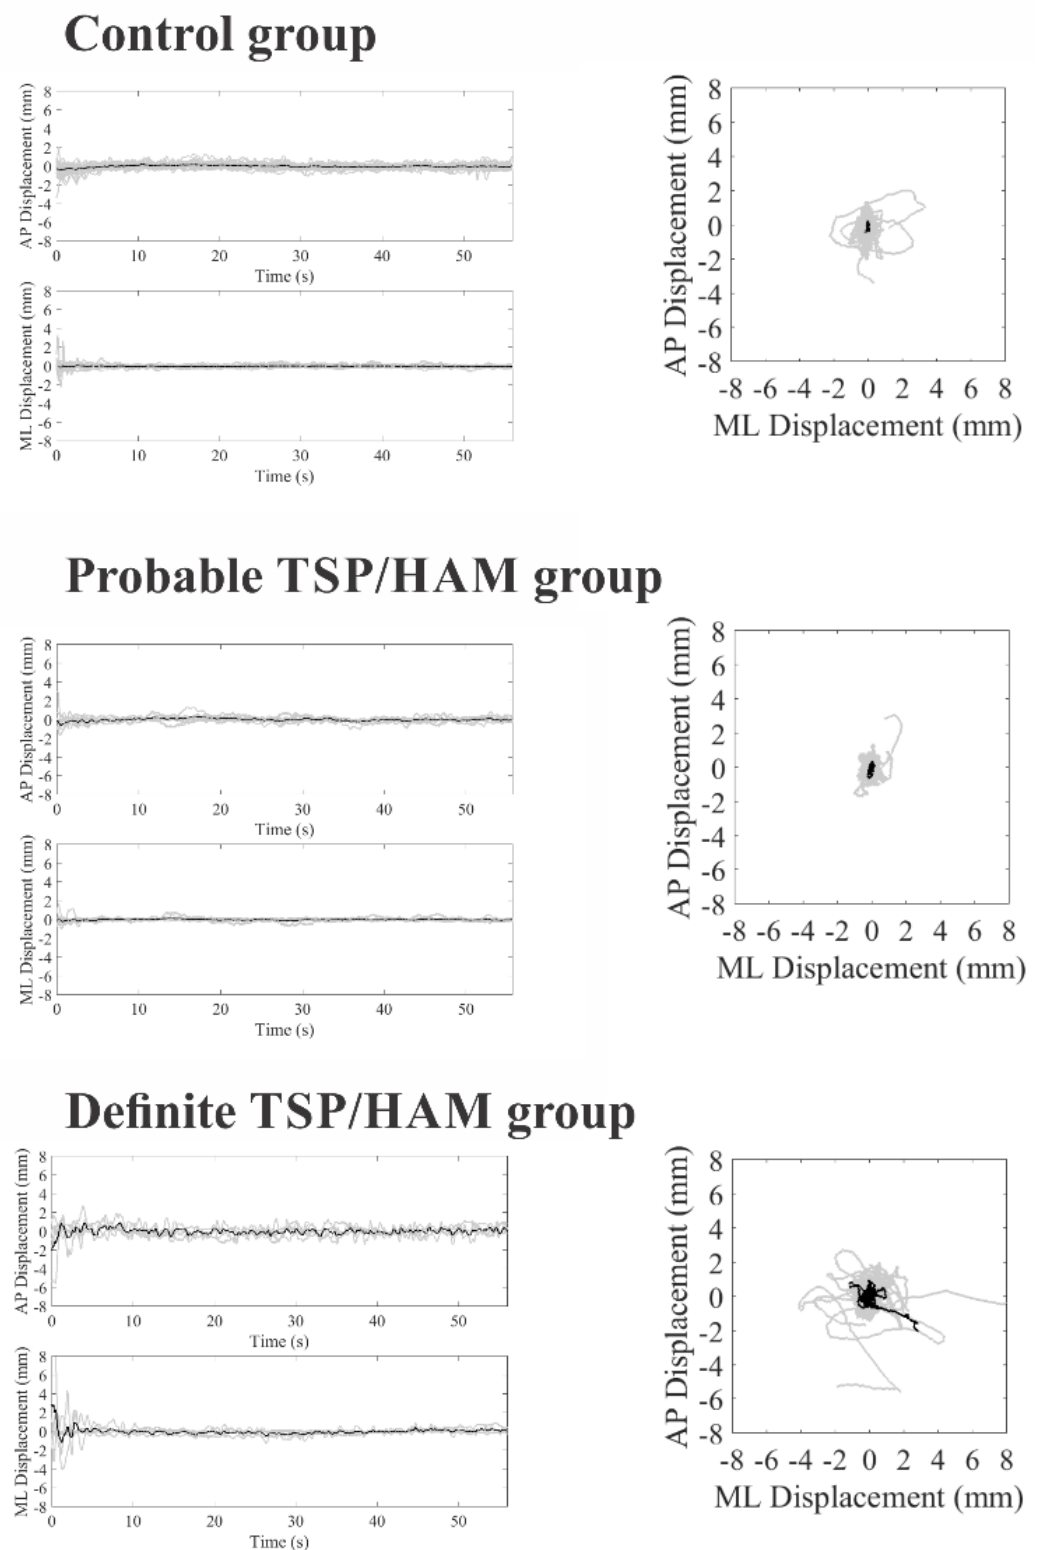 Control group
AP Displacement (mm)
8
6
4
2
0
-2
-4
-6
-8
0 10 20 30 40 50
Time (s)
ML Displacement (mm)
8
6
4
2
0
-2
-4
-6
-8
0 10 20 30 40 50
Time (s)
AP Displacement (mm)
8
6
4
2
0
-2
-4
-6
-8
-8 -6 -4 -2 0 2 4 6 8
ML Displacement (mm)
Probable TSP/HAM group
AP Displacement (mm)
8
6
4
2
0
-2
-4
-6
-8
0 10 20 30 40 50
Time (s)
ML Displacement (mm)
8
6
4
2
0
-2
-4
-6
-8
0 10 20 30 40 50
Time (s)
AP Displacement (mm)
8
6
4
2
0
-2
-4
-6
-8
-8 -6 -4 -2 0 2 4 6 8
ML Displacement (mm)
Definite TSP/HAM group
AP Displacement (mm)
8
6
4
2
0
-2
-4
-6
-8
0 10 20 30 40 50
Time (s)
ML Displacement (mm)
8
6
4
2
0
-2
-4
-6
-8
0 10 20 30 40 50
Time (s)
AP Displacement (mm)
8
6
4
2
0
-2
-4
-6
-8
-8 -6 -4 -2 0 2 4 6 8
ML Displacement (mm)